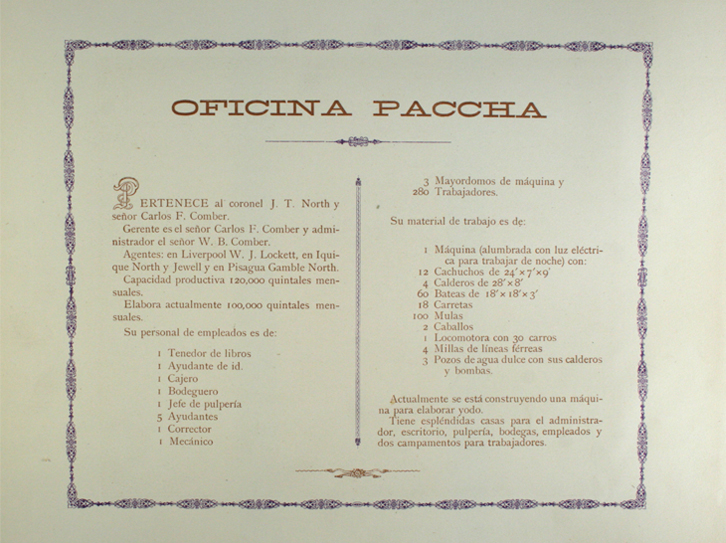 OFICINA PACCHA
PERTENECE al coronel J. T. North y
señor Carlos F. Comber.
Gerente es el señor Carlos F. Comber y admi-
nistrador el señor W. B. Comber.
Agentes: en Liverpool W. J. Lockett, en Iqui-
que North y Jewell y en Pisagua Gamble North.
Capacidad productiva 120,000 quintales men-
suales.
Elabora actualmente 100,000 quintales men-
suales.
Su personal de empleados es de:
1 Tenedor de libros
1 Ayudante de id.
1 Cajero
1 Bodeguero
1 Jefe de pulpería
5 Ayudantes
1 Corrector
1 Mecánico
3 Mayordomos de máquina y
280 Trabajadores.
Su material de trabajo es de:
1 Máquina (alumbrada con luz eléctri-
ca para trabajar de noche) con:
12 Cachuchos de 24'×7'×9'
4 Calderos de 28'×8'
60 Bateas de 18'×18'×3'
18 Carretas
100 Mulas
2 Caballos
1 Locomotora con 30 carros
4 Millas de líneas férreas
3 Pozos de agua dulce con sus calderos
y bombas.
Actualmente se está construyendo una máqui-
na para elaborar yodo.
Tiene espléndidas casas para el administra-
dor, escritorio, pulpería, bodegas, empleados y
dos campamentos para trabajadores.